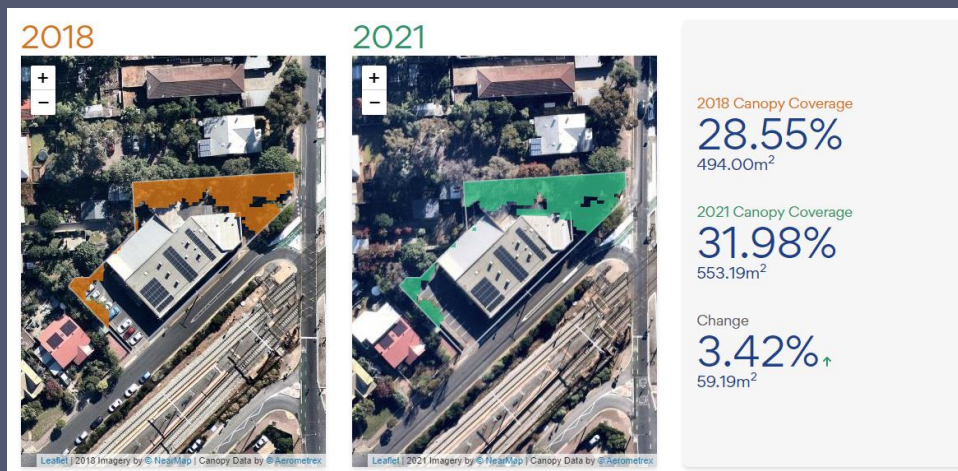 2018
+
−
Leaflet | 2018 Imagery by © NearMap | Canopy Data by © Aerometrex
2021
+
−
Leaflet | 2021 Imagery by © NearMap | Canopy Data by © Aerometrex
2018 Canopy Coverage
28.55%
494.00m²
2021 Canopy Coverage
31.98%
553.19m²
Change
3.42% ↑
59.19m²